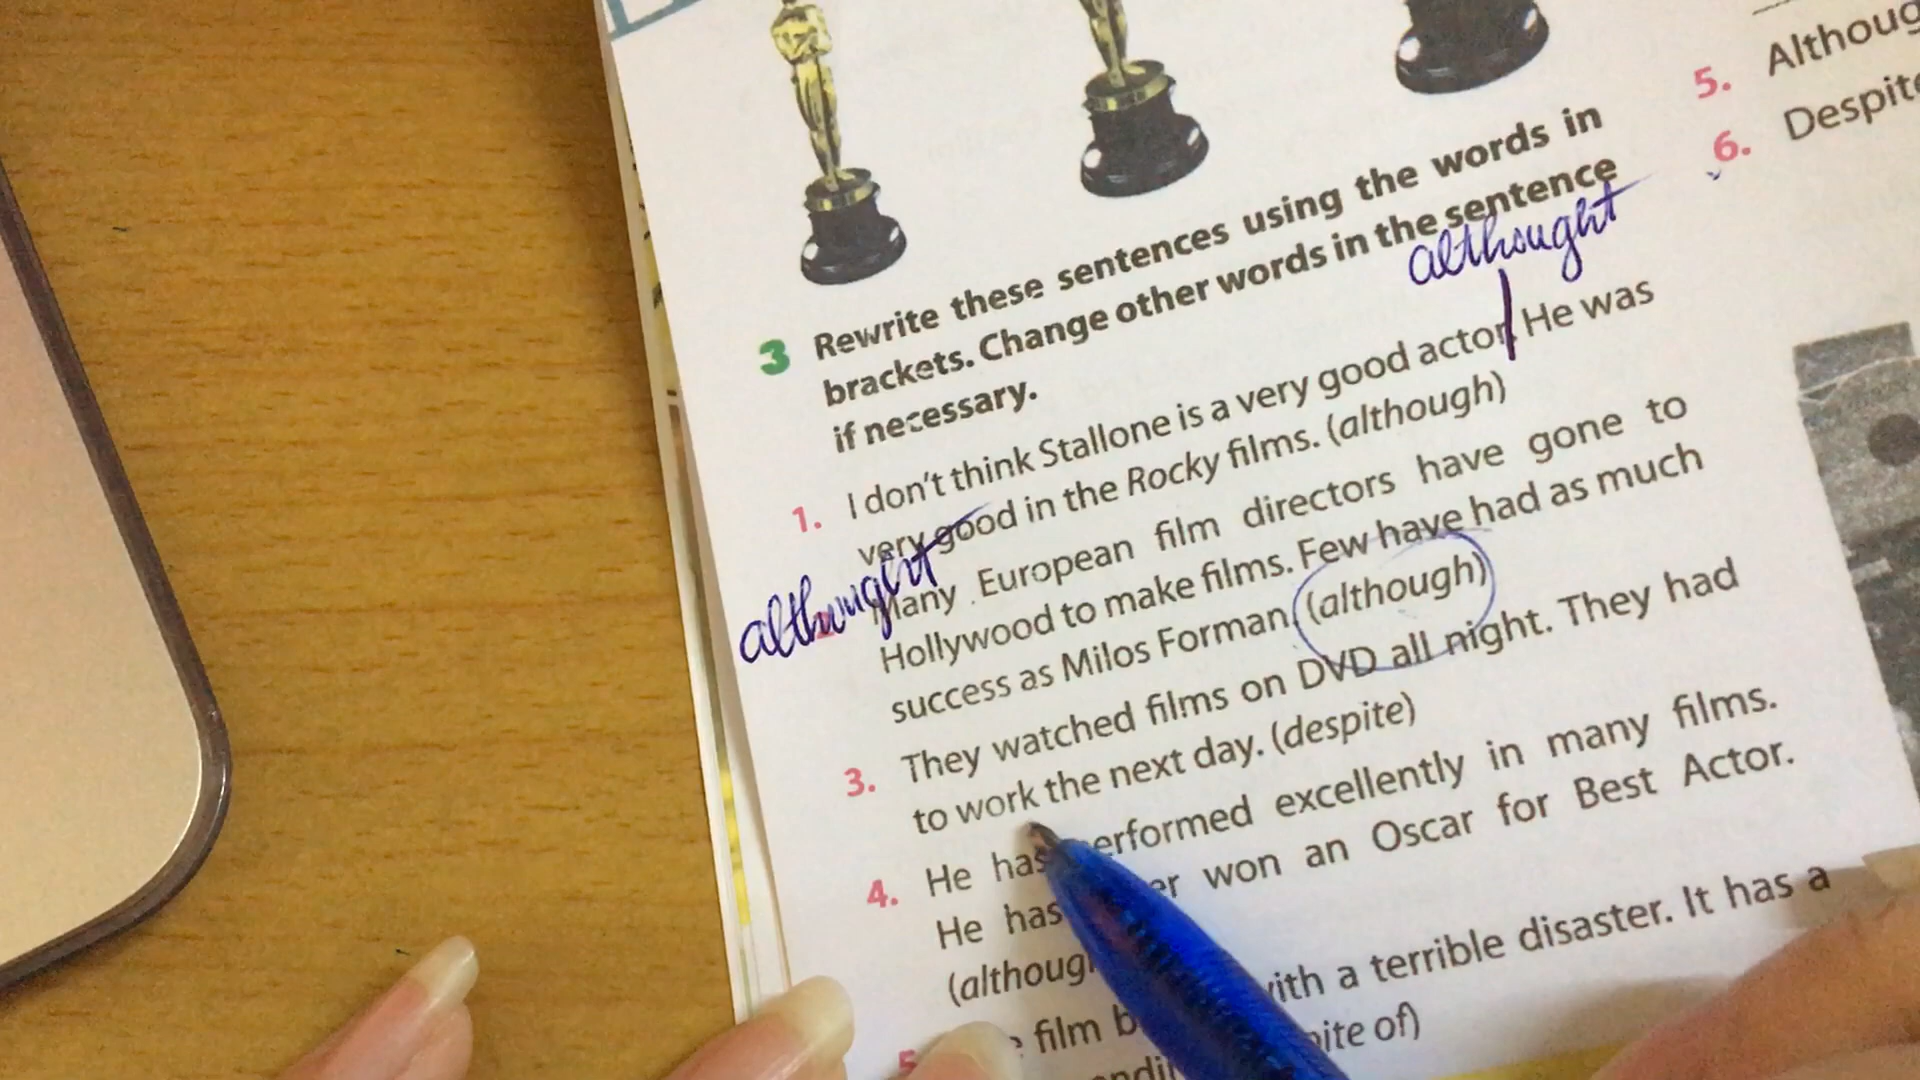 3 Rewrite these sentences using the words in
brackets. Change other words in the sentence
if necessary.
althought
1. I don't think Stallone is a very good actor. He was
very good in the Rocky films. (although)
althought
Many European film directors have gone to
Hollywood to make films. Few have had as much
success as Milos Forman. (although)
3. They watched films on DVD all night. They had
to work the next day. (despite)
4. He has performed excellently in many films.
He has won an Oscar for Best Actor.
(althoug
5 film b with a terrible disaster. It has a
ite of)
5. Althoug
6. Despite